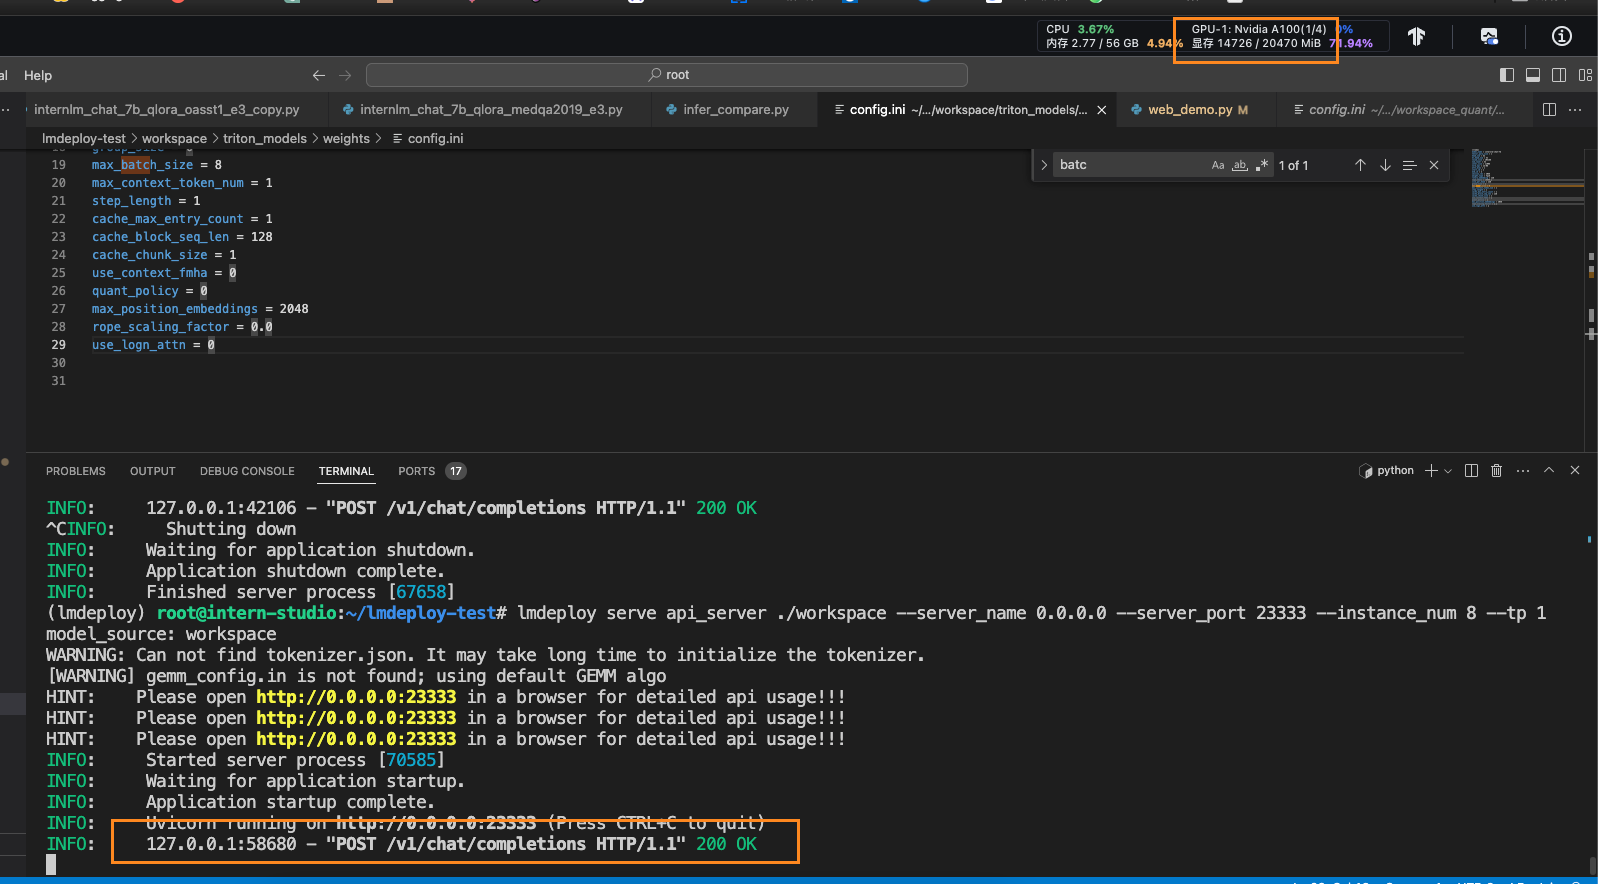 CPU 3.67%
内存 2.77 / 56 GB 4.94%
GPU-1: Nvidia A100(1/4) 0%
显存 14726 / 20470 MiB 71.94%
al Help
root
internlm_chat_7b_qlora_oasst1_e3_copy.py
internlm_chat_7b_qlora_medqa2019_e3.py
infer_compare.py
config.ini ~/.../workspace/triton_models/...
web_demo.py M
config.ini ~/.../workspace_quant/...
lmdeploy-test > workspace > triton_models > weights > config.ini
batc
Aa ab .* 1 of 1
19 max_batch_size = 8
20 max_context_token_num = 1
21 step_length = 1
22 cache_max_entry_count = 1
23 cache_block_seq_len = 128
24 cache_chunk_size = 1
25 use_context_fmha = 0
26 quant_policy = 0
27 max_position_embeddings = 2048
28 rope_scaling_factor = 0.0
29 use_logn_attn = 0
30
31
PROBLEMS OUTPUT DEBUG CONSOLE TERMINAL PORTS 17
python
INFO: 127.0.0.1:42106 - "POST /v1/chat/completions HTTP/1.1" 200 OK
^CINFO: Shutting down
INFO: Waiting for application shutdown.
INFO: Application shutdown complete.
INFO: Finished server process [67658]
(lmdeploy) root@intern-studio:~/lmdeploy-test# lmdeploy serve api_server ./workspace --server_name 0.0.0.0 --server_port 23333 --instance_num 8 --tp 1
model_source: workspace
WARNING: Can not find tokenizer.json. It may take long time to initialize the tokenizer.
[WARNING] gemm_config.in is not found; using default GEMM algo
HINT: Please open http://0.0.0.0:23333 in a browser for detailed api usage!!!
HINT: Please open http://0.0.0.0:23333 in a browser for detailed api usage!!!
HINT: Please open http://0.0.0.0:23333 in a browser for detailed api usage!!!
INFO: Started server process [70585]
INFO: Waiting for application startup.
INFO: Application startup complete.
INFO: Uvicorn running on http://0.0.0.0:23333 (Press CTRL+C to quit)
INFO: 127.0.0.1:58680 - "POST /v1/chat/completions HTTP/1.1" 200 OK